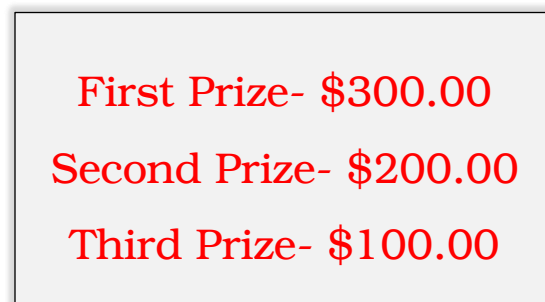 First Prize- $300.00
Second Prize- $200.00
Third Prize- $100.00